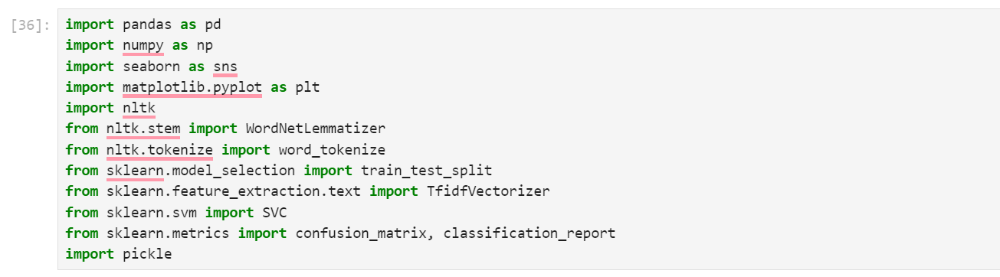 [36]:
import pandas as pd
import numpy as np
import seaborn as sns
import matplotlib.pyplot as plt
import nltk
from nltk.stem import WordNetLemmatizer
from nltk.tokenize import word_tokenize
from sklearn.model_selection import train_test_split
from sklearn.feature_extraction.text import TfidfVectorizer
from sklearn.svm import SVC
from sklearn.metrics import confusion_matrix, classification_report
import pickle